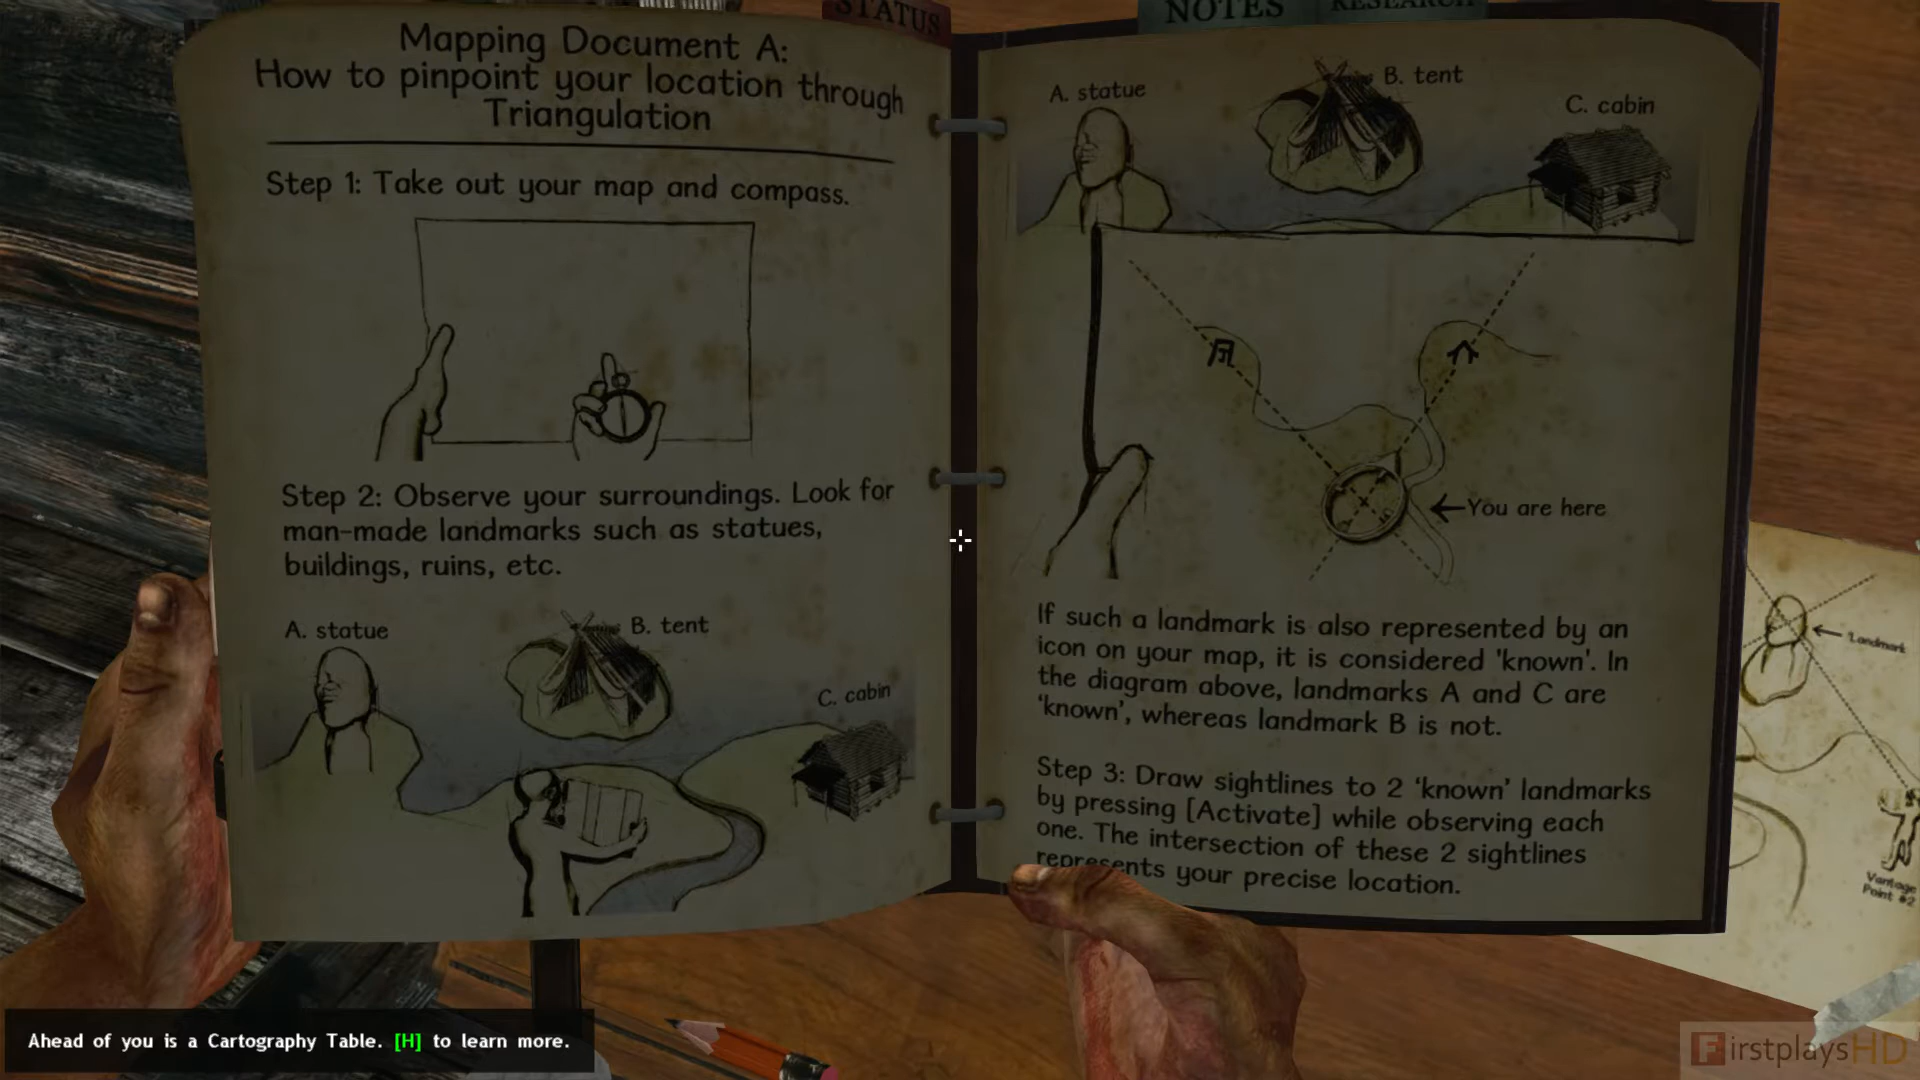 STATUS
NOTES
RESEARCH
Mapping Document A:
How to pinpoint your location through
Triangulation
Step 1: Take out your map and compass.
Step 2: Observe your surroundings. Look for
man-made landmarks such as statues,
buildings, ruins, etc.
A. statue
B. tent
C. cabin
A. statue
B. tent
C. cabin
You are here
If such a landmark is also represented by an
icon on your map, it is considered 'known'. In
the diagram above, landmarks A and C are
'known', whereas landmark B is not.
Step 3: Draw sightlines to 2 'known' landmarks
by pressing [Activate] while observing each
one. The intersection of these 2 sightlines
represents your precise location.
Landmark
Vantage
Point #2
Ahead of you is a Cartography Table. [H] to learn more.
FirstplaysHD